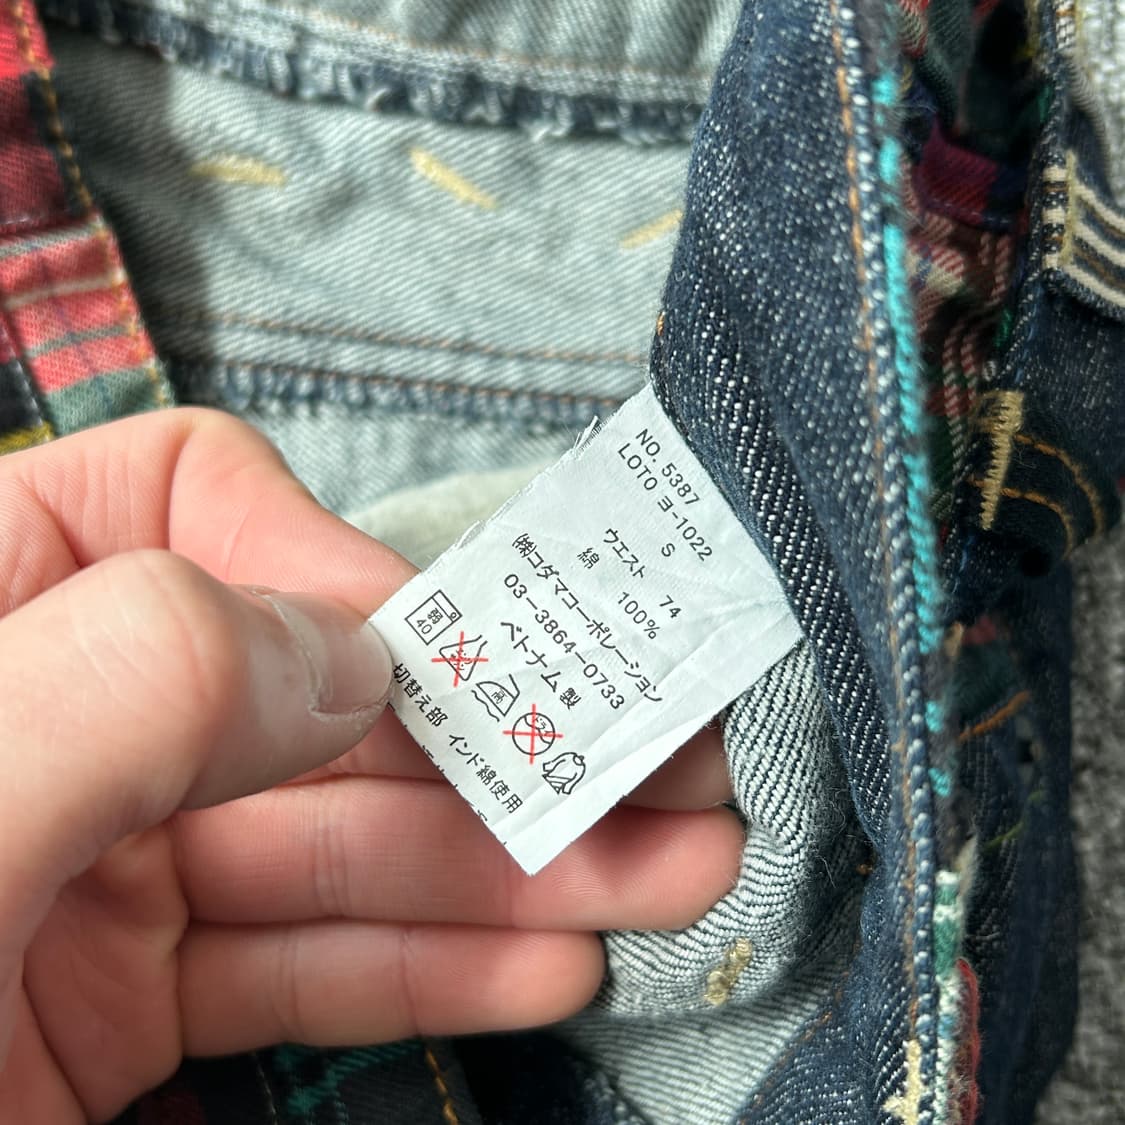 NO. 5387
LOTO ヨ-1022
S
ウエスト 74
綿 100%
㈱コダマコーポレーション
03-3864-0733
ベトナム製
弱
40
切替え部 インド綿使用